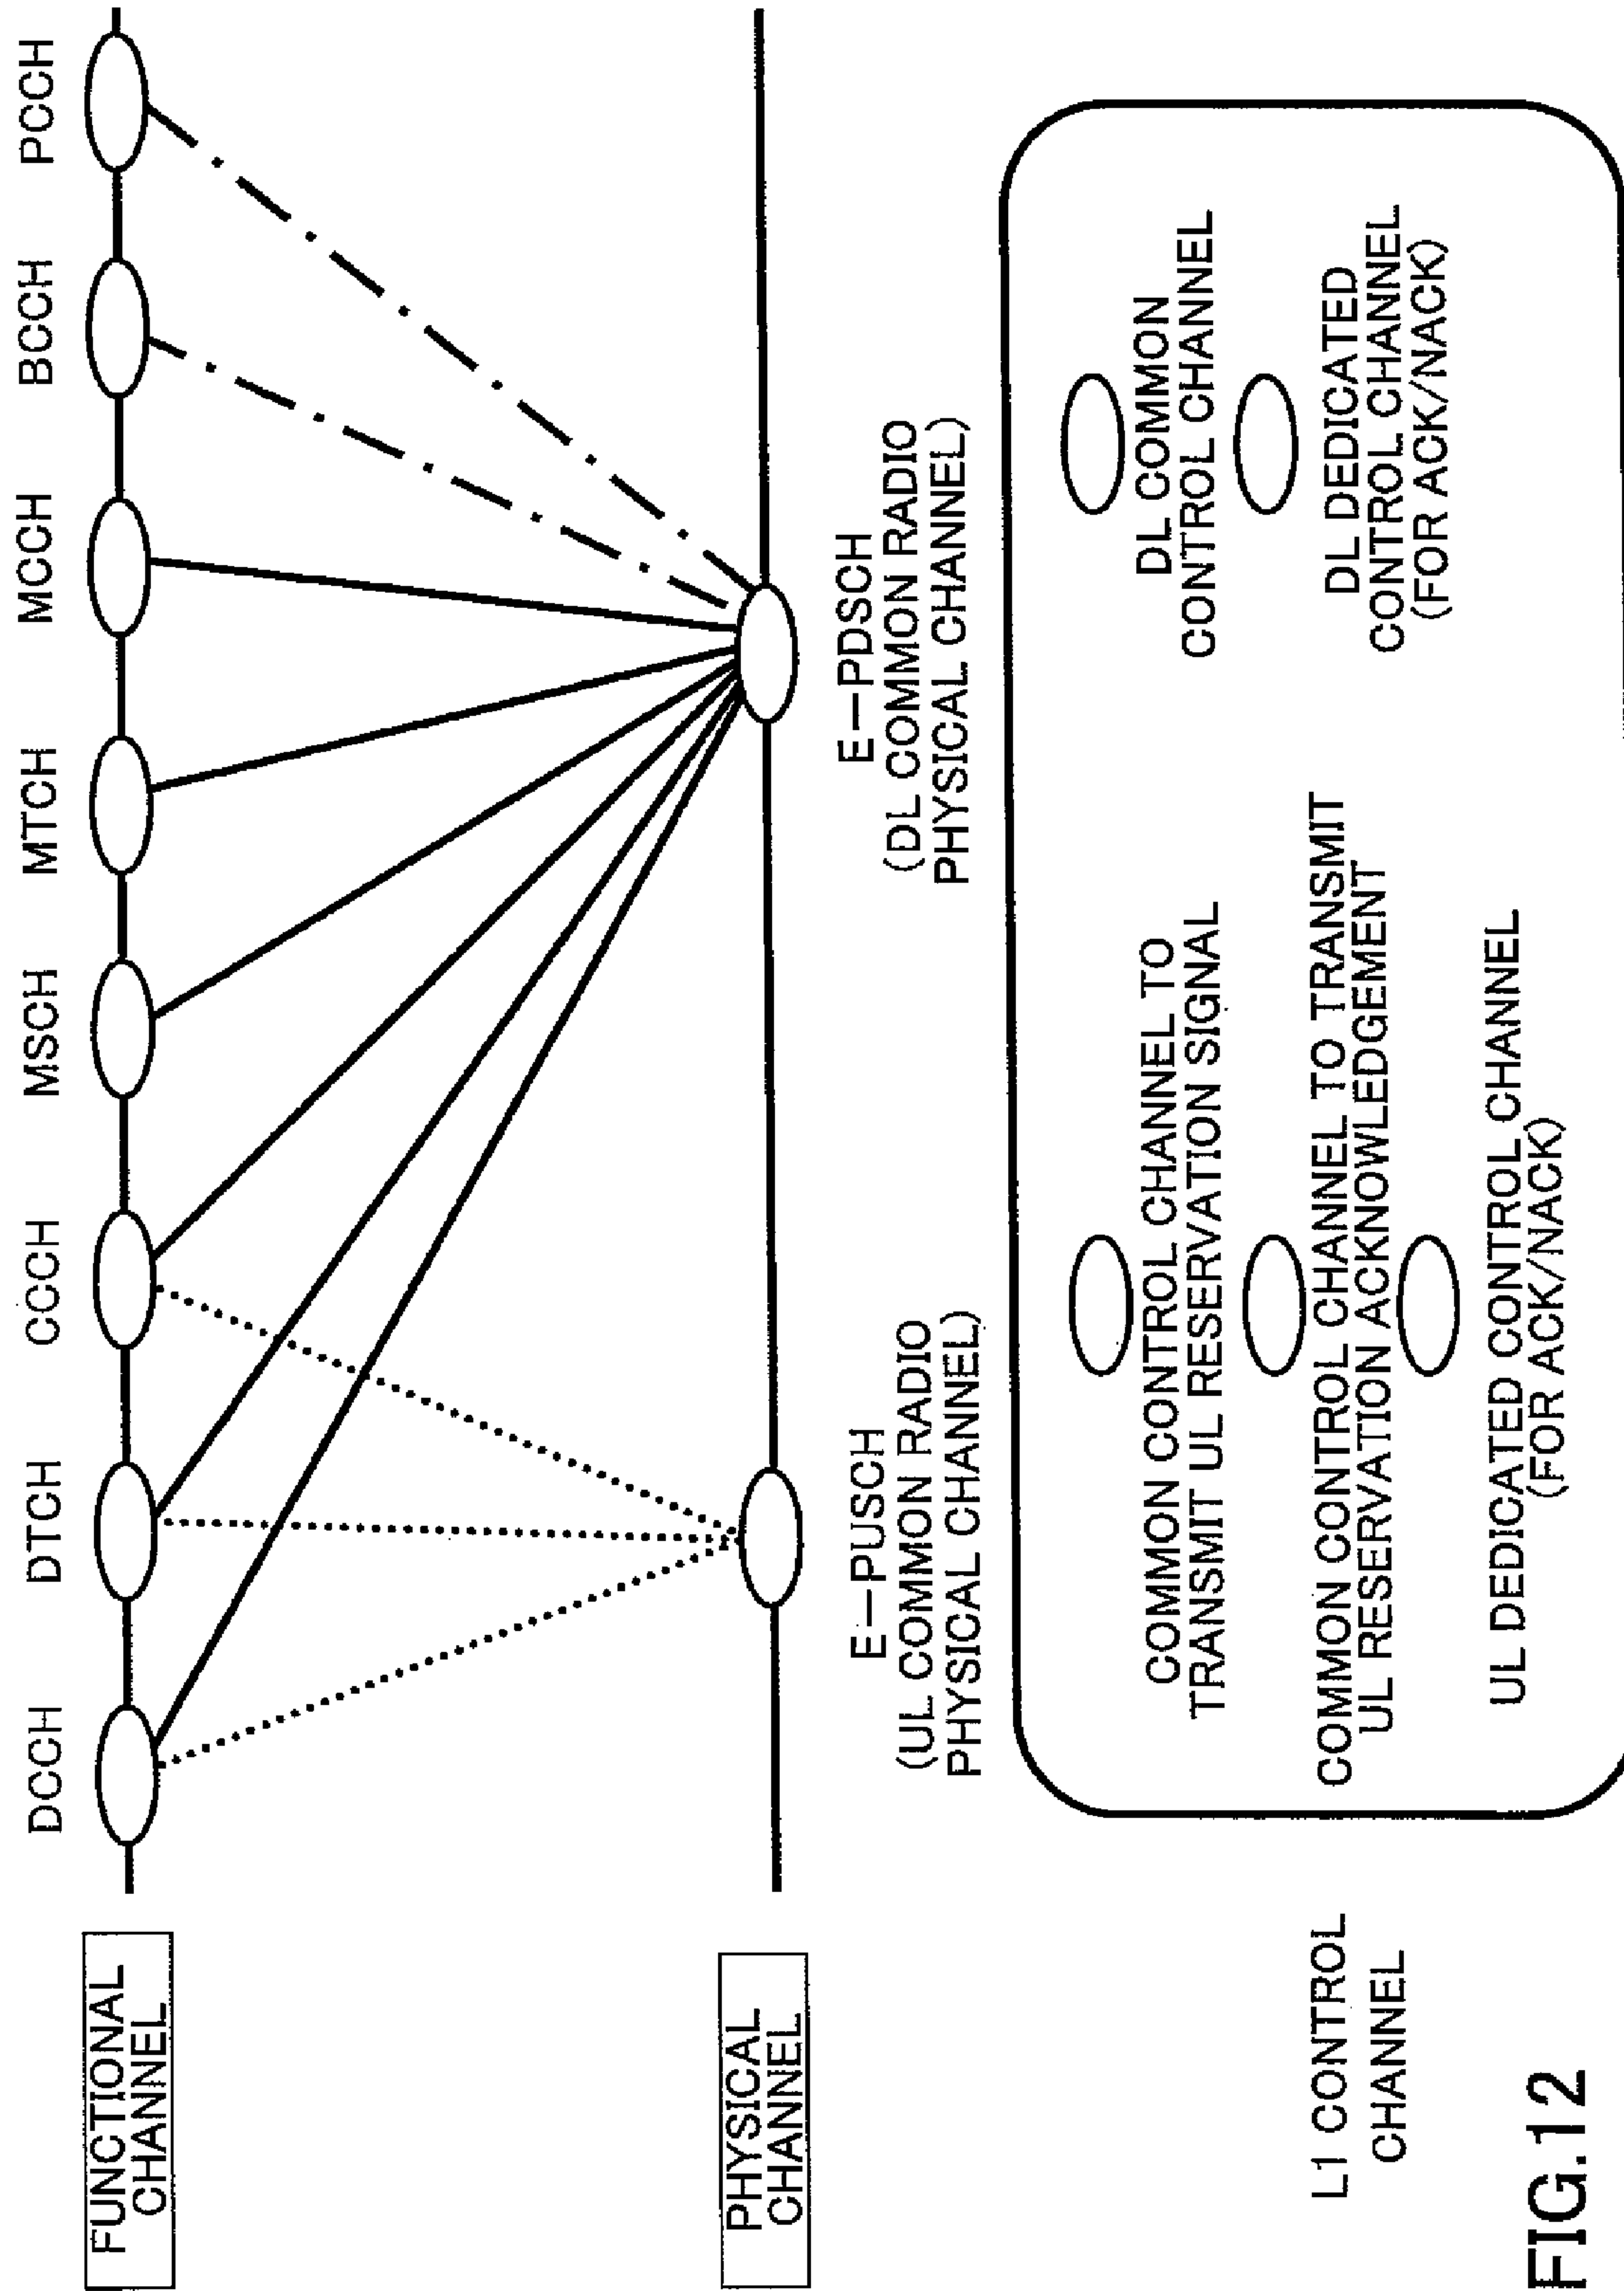 FUNCTIONAL
CHANNEL
DCCH
DTCH
CCCH
MSCH
MTCH
MCCH
BCCH
PCCH
PHYSICAL
CHANNEL
E-PUSCH
(UL COMMON RADIO
PHYSICAL CHANNEL)
E-PDSCH
(DL COMMON RADIO
PHYSICAL CHANNEL)
L1 CONTROL
CHANNEL
COMMON CONTROL CHANNEL TO
TRANSMIT UL RESERVATION SIGNAL
COMMON CONTROL CHANNEL TO TRANSMIT
UL RESERVATION ACKNOWLEDGEMENT
UL DEDICATED CONTROL CHANNEL
(FOR ACK/NACK)
DL COMMON
CONTROL CHANNEL
DL DEDICATED
CONTROL CHANNEL
(FOR ACK/NACK)
FIG.12